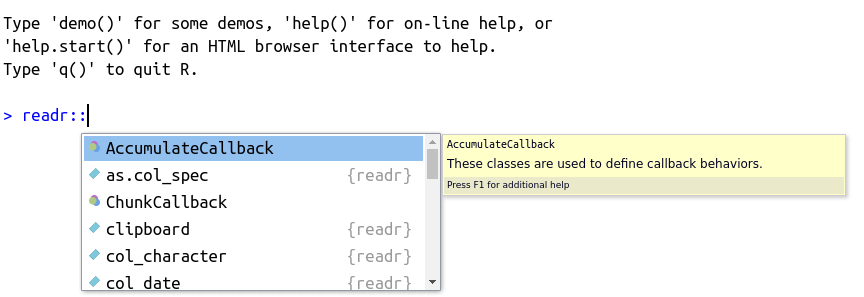 Type 'demo()' for some demos, 'help()' for on-line help, or
'help.start()' for an HTML browser interface to help.
Type 'q()' to quit R.
> readr::
AccumulateCallback
as.col_spec {readr}
ChunkCallback
clipboard {readr}
col_character {readr}
col_date {readr}
AccumulateCallback
These classes are used to define callback behaviors.
Press F1 for additional help